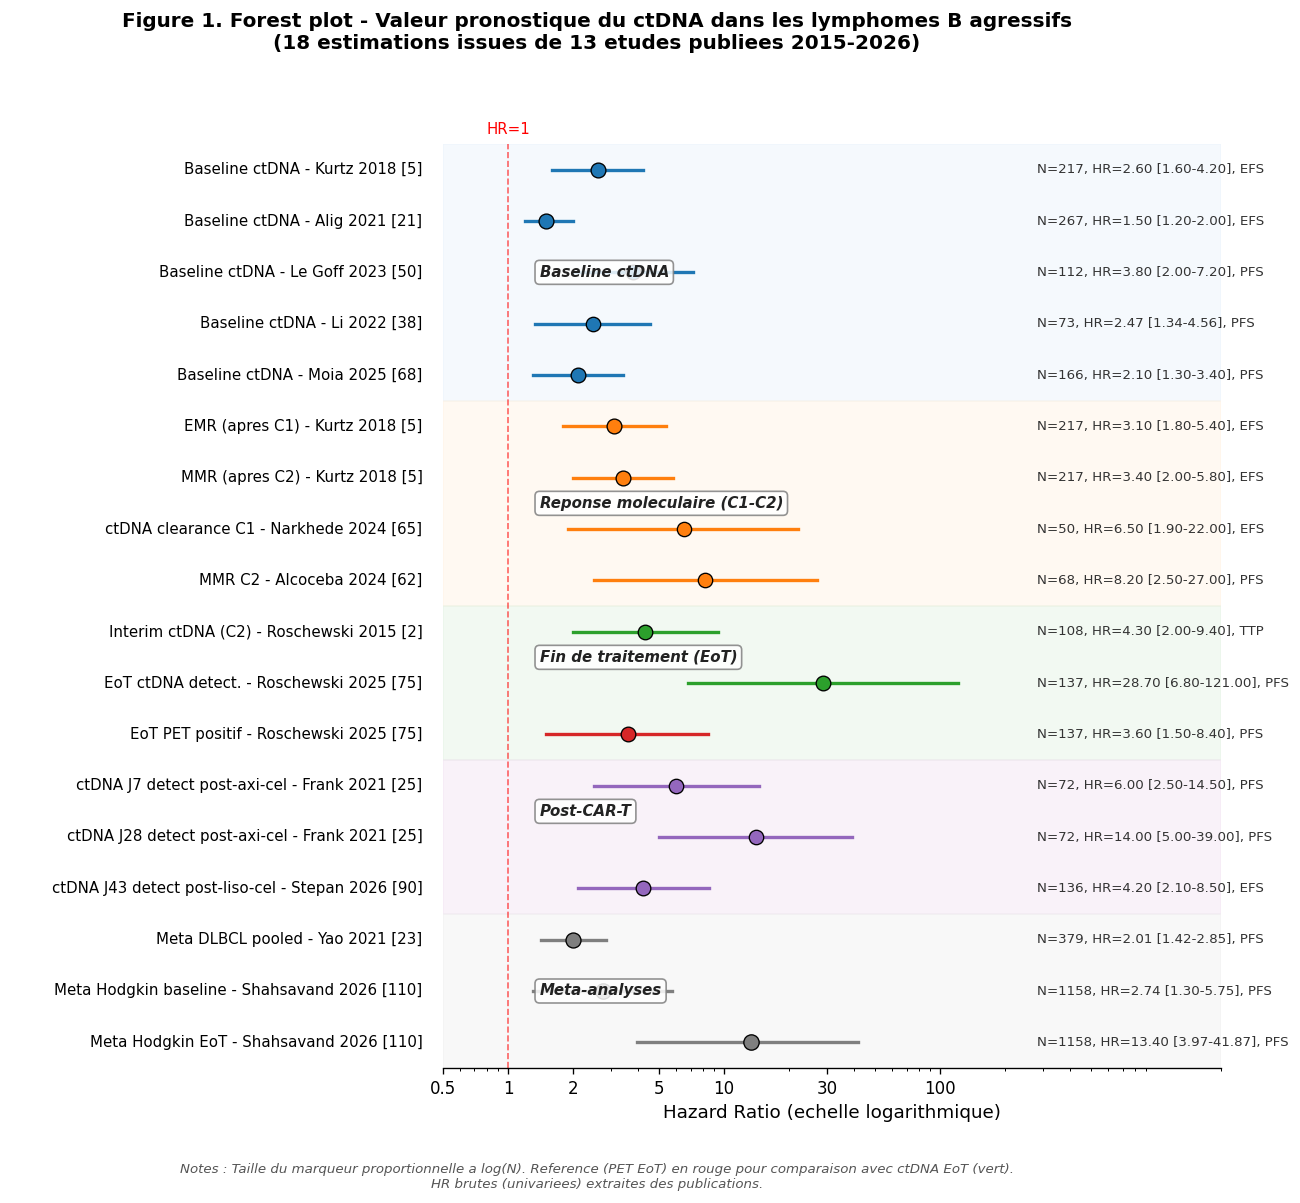 Figure 1. Forest plot - Valeur pronostique du ctDNA dans les lymphomes B agressifs
(18 estimations issues de 13 etudes publiees 2015-2026)
HR=1
Baseline ctDNA - Kurtz 2018 [5] N=217, HR=2.60 [1.60-4.20], EFS
Baseline ctDNA - Alig 2021 [21] N=267, HR=1.50 [1.20-2.00], EFS
Baseline ctDNA - Le Goff 2023 [50] Baseline ctDNA N=112, HR=3.80 [2.00-7.20], PFS
Baseline ctDNA - Li 2022 [38] N=73, HR=2.47 [1.34-4.56], PFS
Baseline ctDNA - Moia 2025 [68] N=166, HR=2.10 [1.30-3.40], PFS
EMR (apres C1) - Kurtz 2018 [5] N=217, HR=3.10 [1.80-5.40], EFS
MMR (apres C2) - Kurtz 2018 [5] N=217, HR=3.40 [2.00-5.80], EFS
Reponse moleculaire (C1-C2)
ctDNA clearance C1 - Narkhede 2024 [65] N=50, HR=6.50 [1.90-22.00], EFS
MMR C2 - Alcoceba 2024 [62] N=68, HR=8.20 [2.50-27.00], PFS
Interim ctDNA (C2) - Roschewski 2015 [2] N=108, HR=4.30 [2.00-9.40], TTP
Fin de traitement (EoT)
EoT ctDNA detect. - Roschewski 2025 [75] N=137, HR=28.70 [6.80-121.00], PFS
EoT PET positif - Roschewski 2025 [75] N=137, HR=3.60 [1.50-8.40], PFS
ctDNA J7 detect post-axi-cel - Frank 2021 [25] N=72, HR=6.00 [2.50-14.50], PFS
Post-CAR-T
ctDNA J28 detect post-axi-cel - Frank 2021 [25] N=72, HR=14.00 [5.00-39.00], PFS
ctDNA J43 detect post-liso-cel - Stepan 2026 [90] N=136, HR=4.20 [2.10-8.50], EFS
Meta DLBCL pooled - Yao 2021 [23] N=379, HR=2.01 [1.42-2.85], PFS
Meta Hodgkin baseline - Shahsavand 2026 [110] Meta-analyses N=1158, HR=2.74 [1.30-5.75], PFS
Meta Hodgkin EoT - Shahsavand 2026 [110] N=1158, HR=13.40 [3.97-41.87], PFS
0.5 1 2 5 10 30 100
Hazard Ratio (echelle logarithmique)
Notes : Taille du marqueur proportionnelle a log(N). Reference (PET EoT) en rouge pour comparaison avec ctDNA EoT (vert).
HR brutes (univariees) extraites des publications.